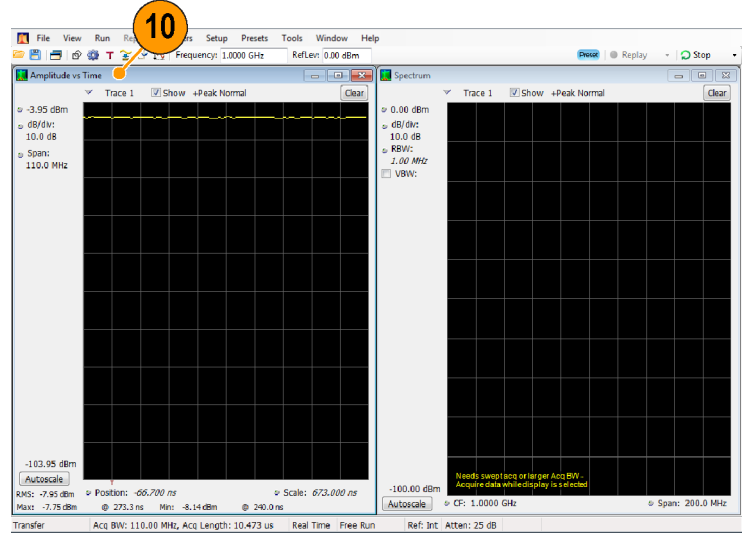 10
File View Run Setup Presets Tools Window Help
Frequency: 1.0000 GHz RefLev: 0.00 dBm Preset Replay Stop
Amplitude vs Time
Trace 1 Show +Peak Normal Clear
-3.95 dBm
dB/div:
10.0 dB
Span:
110.0 MHz
-103.95 dBm
Autoscale
Position: -66.700 ns Scale: 673.000 ns
RMS: -7.95 dBm
Max: -7.75 dBm @ 273.3 ns Min: -8.14 dBm @ 240.0 ns
Spectrum
Trace 1 Show +Peak Normal Clear
0.00 dBm
dB/div:
10.0 dB
RBW:
1.00 MHz
VBW:
Needs swept acq or larger Acq BW -
Acquire data while display is selected
-100.00 dBm
Autoscale CF: 1.0000 GHz Span: 200.0 MHz
Transfer Acq BW: 110.00 MHz, Acq Length: 10.473 us Real Time Free Run Ref: Int Atten: 25 dB